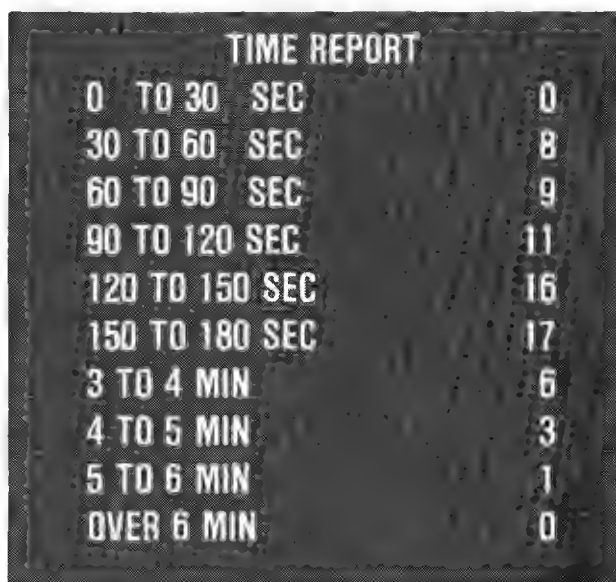 TIME REPORT
0 TO 30 SEC 0
30 TO 60 SEC 8
60 TO 90 SEC 9
90 TO 120 SEC 11
120 TO 150 SEC 16
150 TO 180 SEC 17
3 TO 4 MIN 6
4 TO 5 MIN 3
5 TO 6 MIN 1
OVER 6 MIN 0